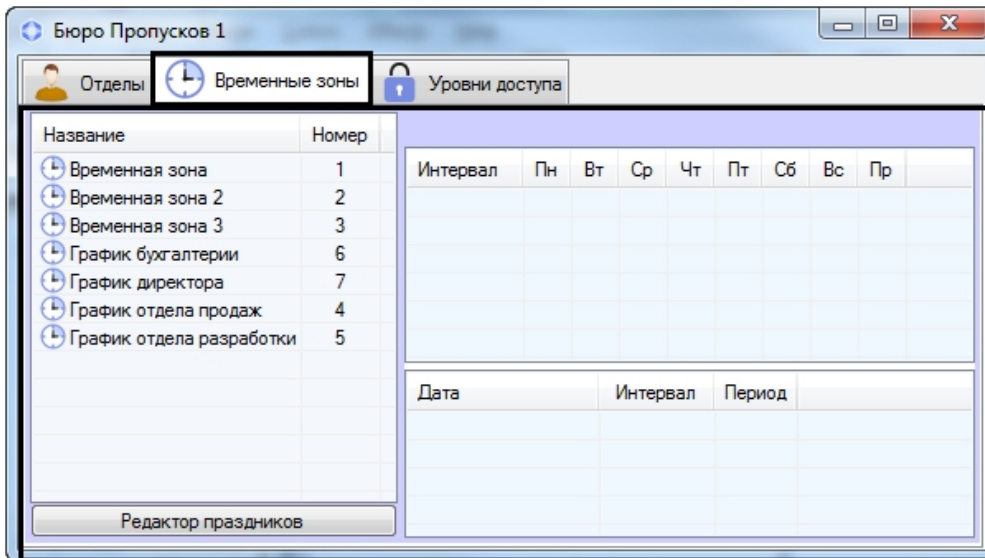 Бюро Пропусков 1
Отделы Временные зоны Уровни доступа
Название Номер
Временная зона 1
Временная зона 2 2
Временная зона 3 3
График бухгалтерии 6
График директора 7
График отдела продаж 4
График отдела разработки 5
Редактор праздников
Интервал Пн Вт Ср Чт Пт Сб Вс Пр
Дата Интервал Период